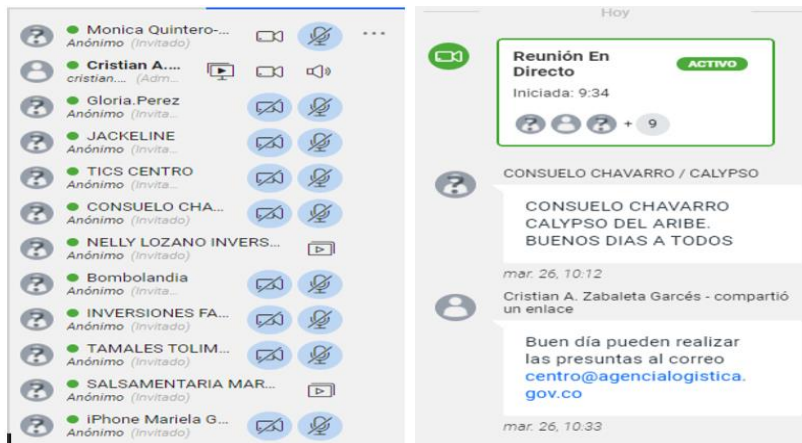 Monica Quintero-...
Anónimo (Invitado)
Cristian A....
cristian.... (Adm...
Gloria.Perez
Anónimo (Invita...
JACKELINE
Anónimo (Invita...
TICS CENTRO
Anónimo (Invita...
CONSUELO CHA...
Anónimo (Invitado)
NELLY LOZANO INVERS...
Anónimo (Invitado)
Bombolandia
Anónimo (Invita...
INVERSIONES FA...
Anónimo (Invitado)
TAMALES TOLIM...
Anónimo (Invitado)
SALSAMENTARIA MAR...
Anónimo (Invitado)
iPhone Mariela G...
Anónimo (Invitado)
Hoy
Reunión En
Directo
ACTIVO
Iniciada: 9:34
+ 9
CONSUELO CHAVARRO / CALYPSO
CONSUELO CHAVARRO
CALYPSO DEL ARIBE.
BUENOS DIAS A TODOS
mar. 26, 10:12
Cristian A. Zabaleta Garcés - compartió
un enlace
Buen día pueden realizar
las presuntas al correo
centro@agencialogistica.
gov.co
mar. 26, 10:33